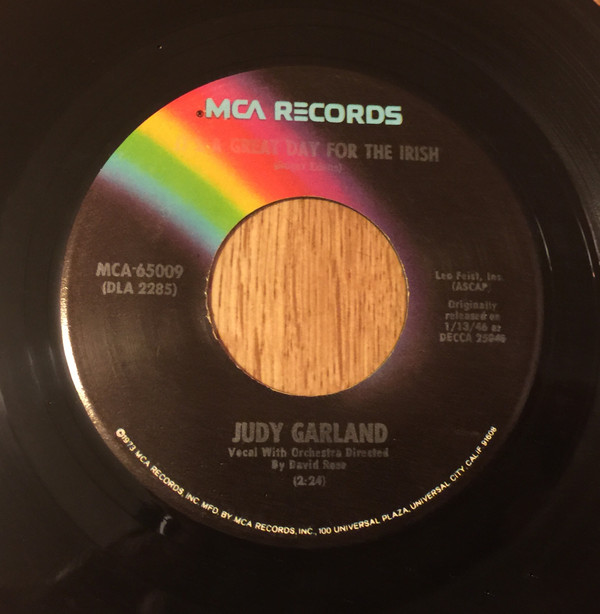 ®MCA RECORDS
A GREAT DAY FOR THE IRISH
MCA-65009
(DLA 2285)
Leo Feist, Inc.
(ASCAP)
Originally
released on
1/13/46 as
DECCA 25040
JUDY GARLAND
Vocal With Orchestra Directed
By David Rose
(2:24)
©1973 MCA RECORDS, INC. MFD. BY MCA RECORDS, INC., 100 UNIVERSAL PLAZA, UNIVERSAL CITY, CALIF. 91608